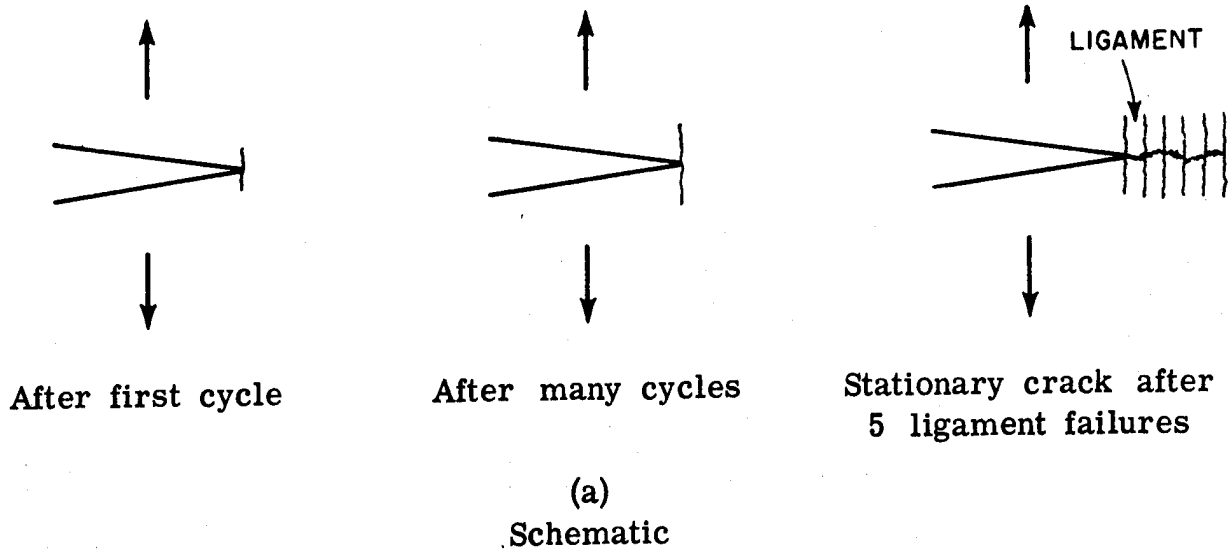 LIGAMENT
After first cycle
After many cycles
Stationary crack after
5 ligament failures
(a)
Schematic